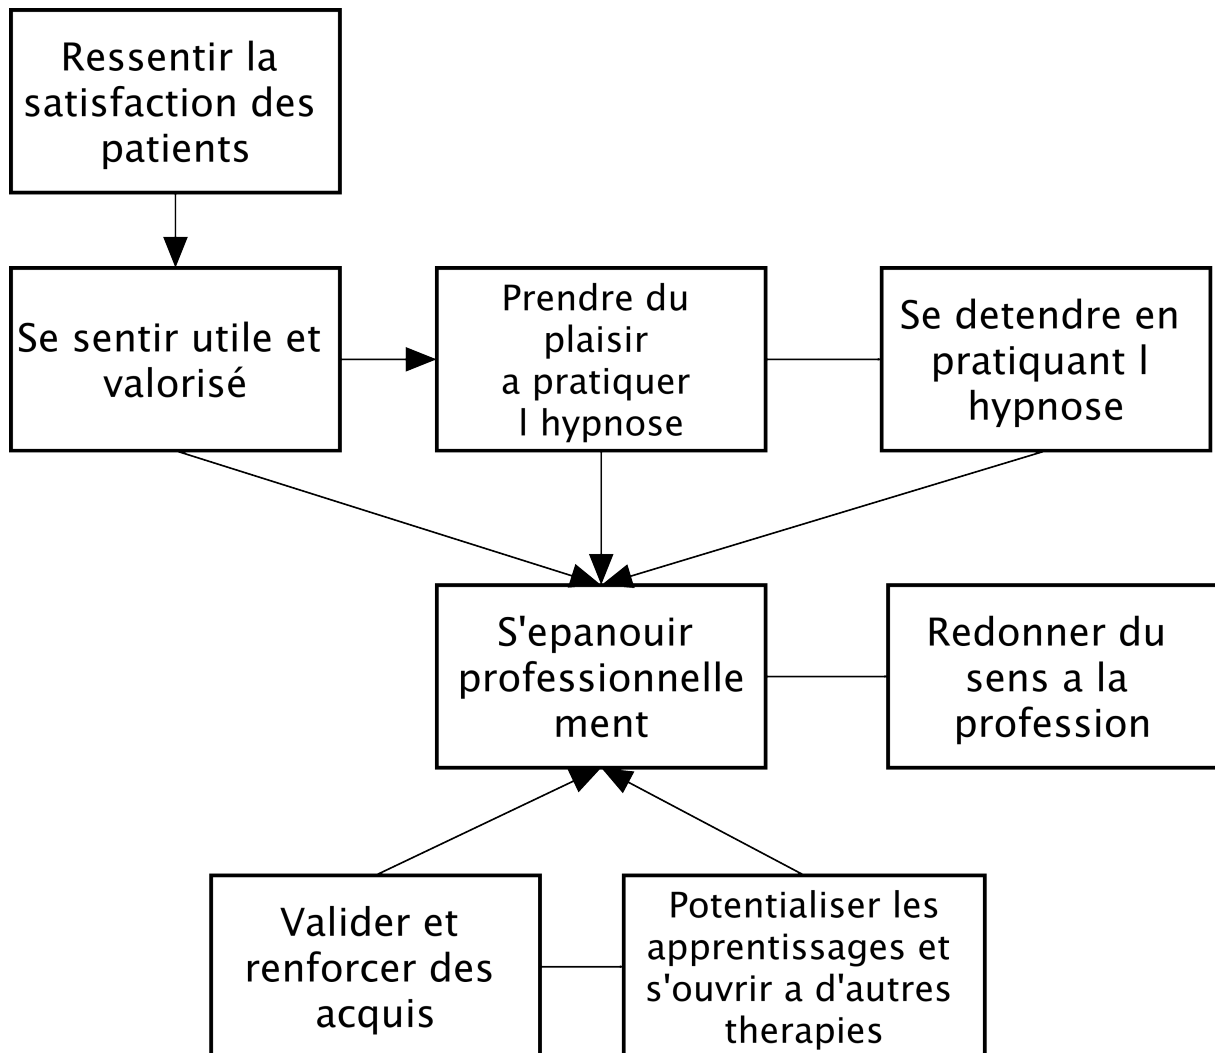 Ressentir la
satisfaction des
patients
Se sentir utile et
valorisé
Prendre du
plaisir
a pratiquer
l hypnose
Se detendre en
pratiquant l
hypnose
S'epanouir
professionnelle
ment
Redonner du
sens a la
profession
Valider et
renforcer des
acquis
Potentialiser les
apprentissages et
s'ouvrir a d'autres
therapies